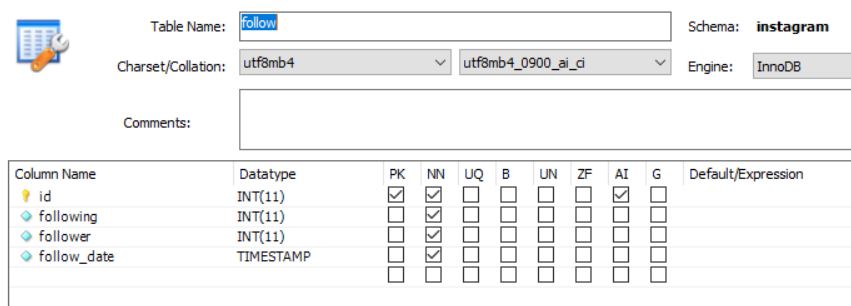 Table Name: follow Schema: instagram
Charset/Collation: utf8mb4 utf8mb4_0900_ai_ci Engine: InnoDB
Comments:
Column Name Datatype PK NN UQ B UN ZF AI G Default/Expression
id INT(11)
following INT(11)
follower INT(11)
follow_date TIMESTAMP